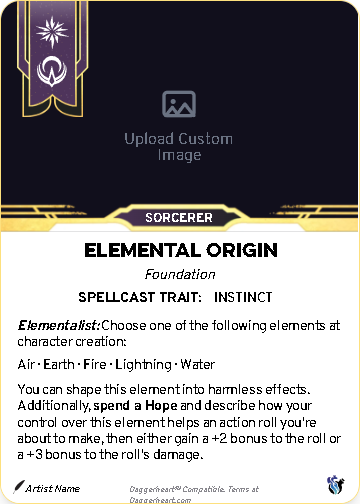 Upload Custom
Image
SORCERER
ELEMENTAL ORIGIN
Foundation
SPELLCAST TRAIT: INSTINCT
Elementalist: Choose one of the following elements at
character creation:
Air · Earth · Fire · Lightning · Water
You can shape this element into harmless effects.
Additionally, spend a Hope and describe how your
control over this element helps an action roll you're
about to make, then either gain a +2 bonus to the roll or
a +3 bonus to the roll's damage.
Artist Name
Daggerheart℠ Compatible. Terms at
Daggerheart.com